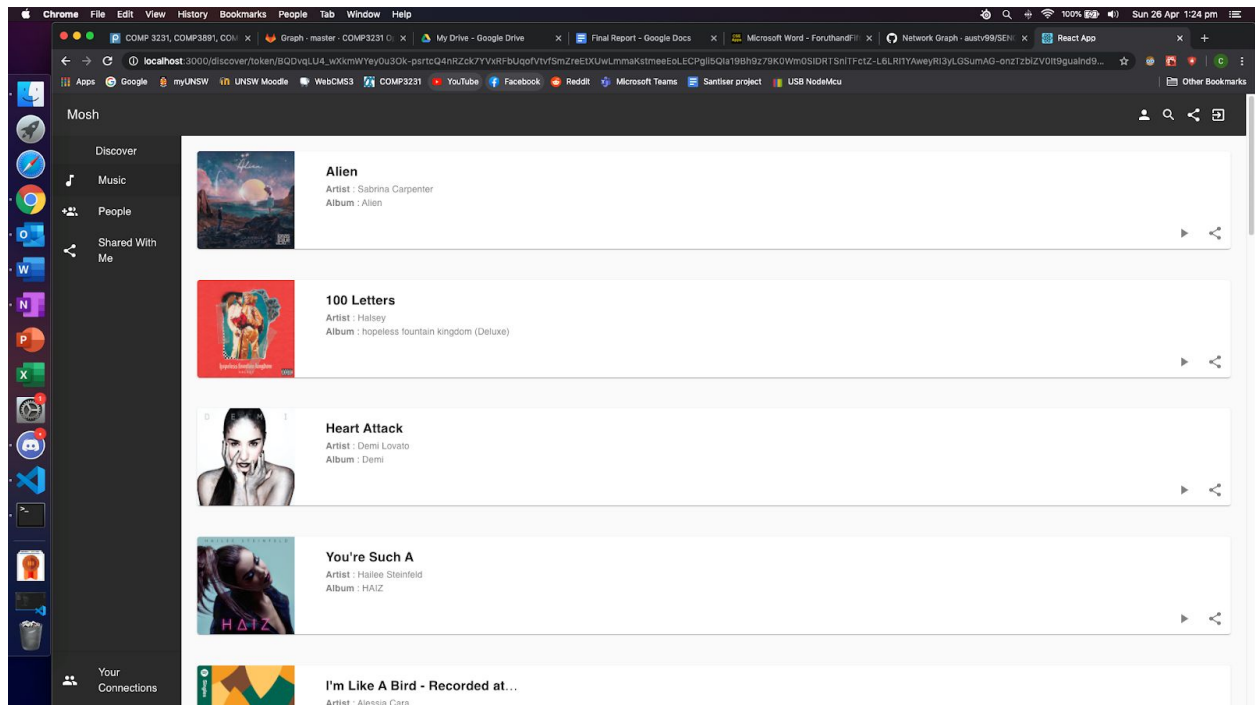 Chrome File Edit View History Bookmarks People Tab Window Help
100% Sun 26 Apr 1:24 pm
COMP 3231, COMP3891, COM
Graph · master · COMP3231 O
My Drive - Google Drive
Final Report - Google Docs
Microsoft Word - ForuthandFif
Network Graph · austv99/SEN
React App
localhost:3000/discover/token/
Apps
Google
myUNSW
UNSW Moodle
WebCMS3
COMP3231
YouTube
Facebook
Reddit
Microsoft Teams
Santiser project
USB NodeMcu
Other Bookmarks
Mosh
Discover
Music
People
Shared With
Me
Your
Connections
Alien
Artist : Sabrina Carpenter
Album : Alien
100 Letters
Artist : Halsey
Album : hopeless fountain kingdom (Deluxe)
DEMI
Heart Attack
Artist : Demi Lovato
Album : Demi
HAILEE STEINFELD
HAIZ
You're Such A
Artist : Hailee Steinfeld
Album : HAIZ
Singles
I'm Like A Bird - Recorded at…
Artist : Alessia Cara